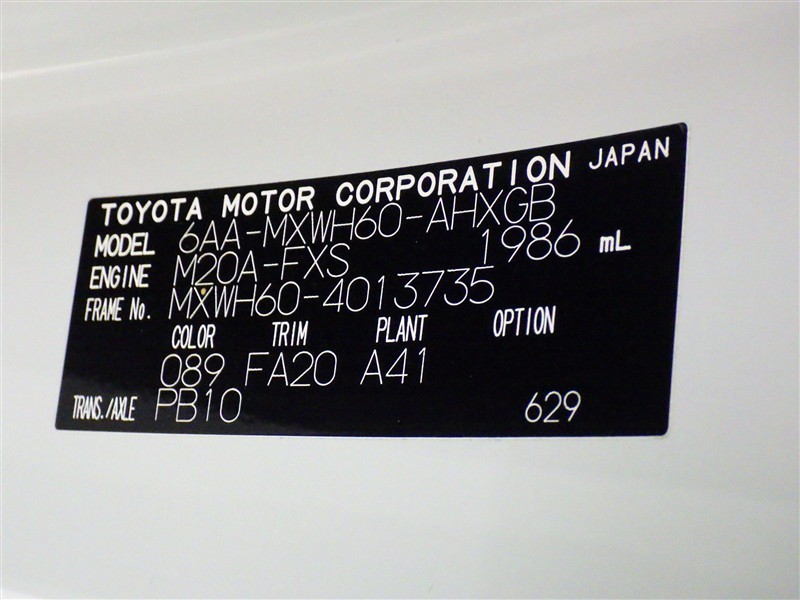 TOYOTA MOTOR CORPORATION JAPAN
MODEL 6AA-MXWH60-AHXGB
ENGINE M20A-FXS 1986 mL
FRAME No. MXWH60-4013735
COLOR TRIM PLANT OPTION
089 FA20 A41
TRANS./AXLE PB10 629